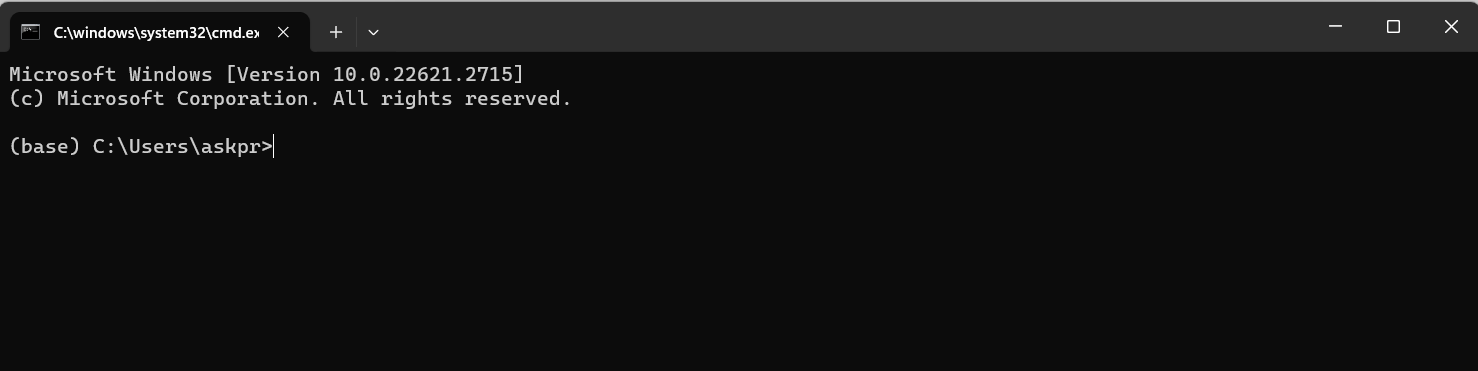 C:\windows\system32\cmd.ex
Microsoft Windows [Version 10.0.22621.2715]
(c) Microsoft Corporation. All rights reserved.
(base) C:\Users\askpr>